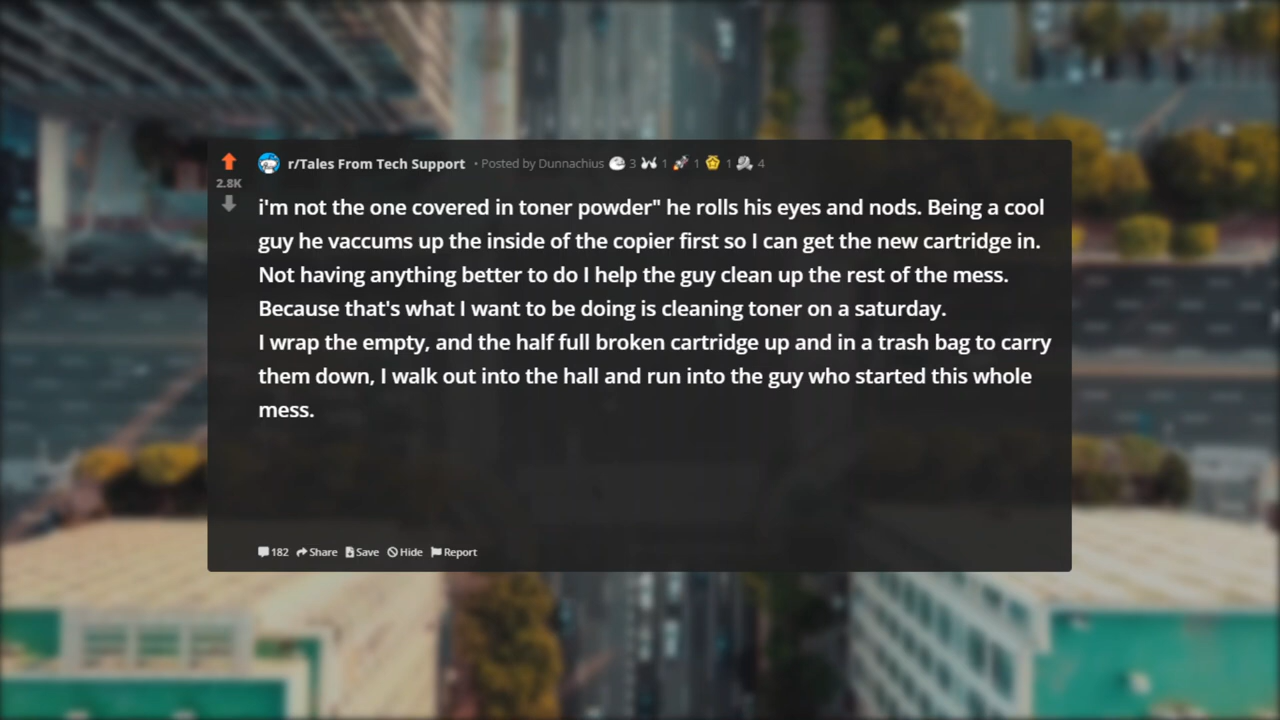 r/Tales From Tech Support • Posted by Dunnachius 3 1 1 1 4
2.8K
i'm not the one covered in toner powder" he rolls his eyes and nods. Being a cool
guy he vaccums up the inside of the copier first so I can get the new cartridge in.
Not having anything better to do I help the guy clean up the rest of the mess.
Because that's what I want to be doing is cleaning toner on a saturday.
I wrap the empty, and the half full broken cartridge up and in a trash bag to carry
them down, I walk out into the hall and run into the guy who started this whole
mess.
182 Share Save Hide Report